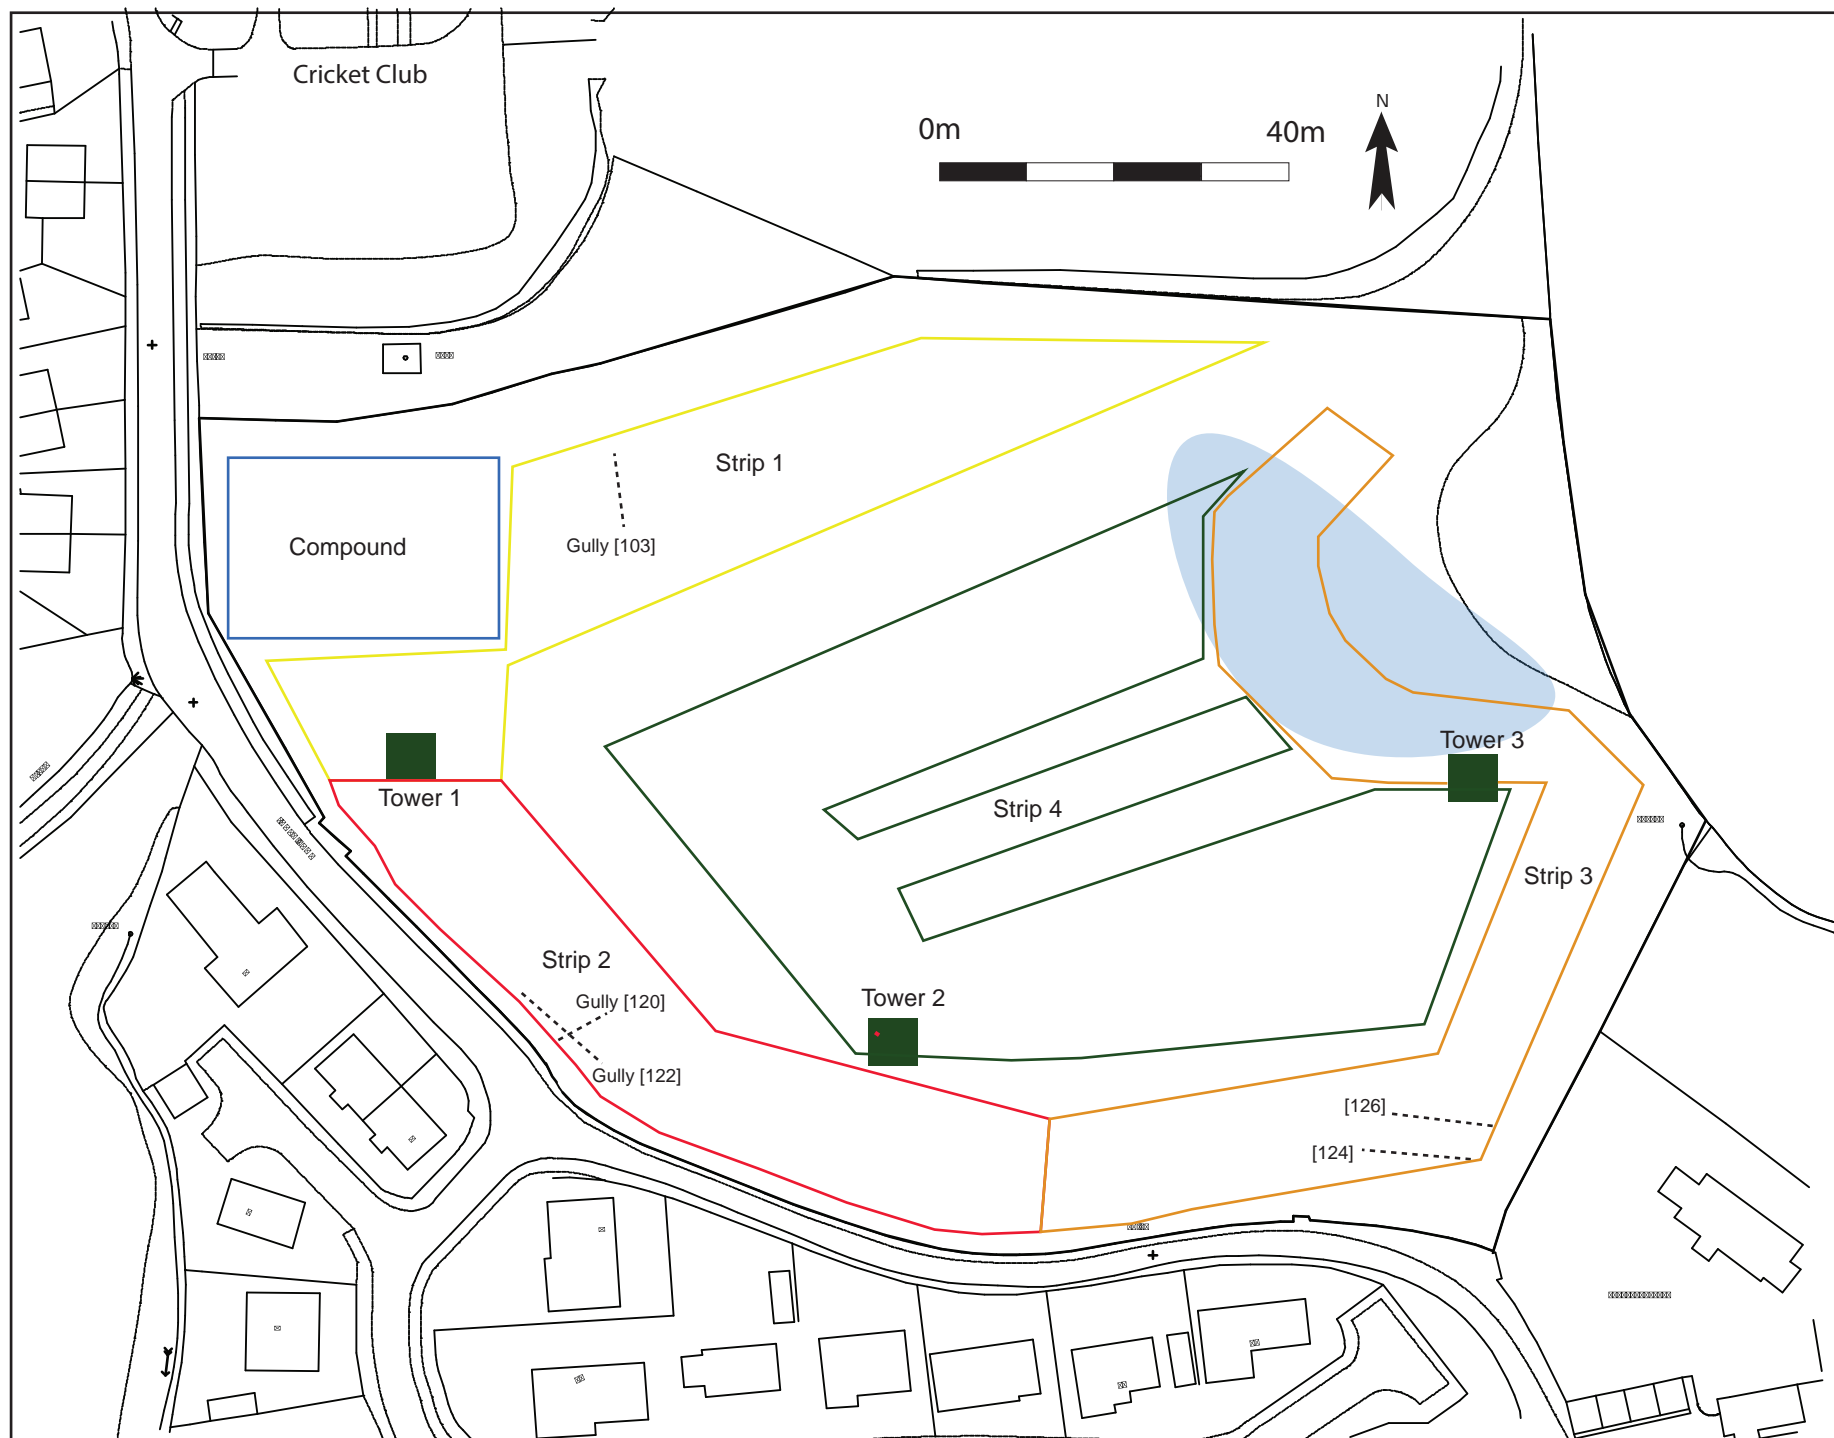 Cricket Club
0m 40m
N
Strip 1
Gully [103]
Compound
Tower 3
Tower 1
Strip 4
Strip 3
Strip 2
Tower 2
Gully [120]
Gully [122]
[126]
[124]